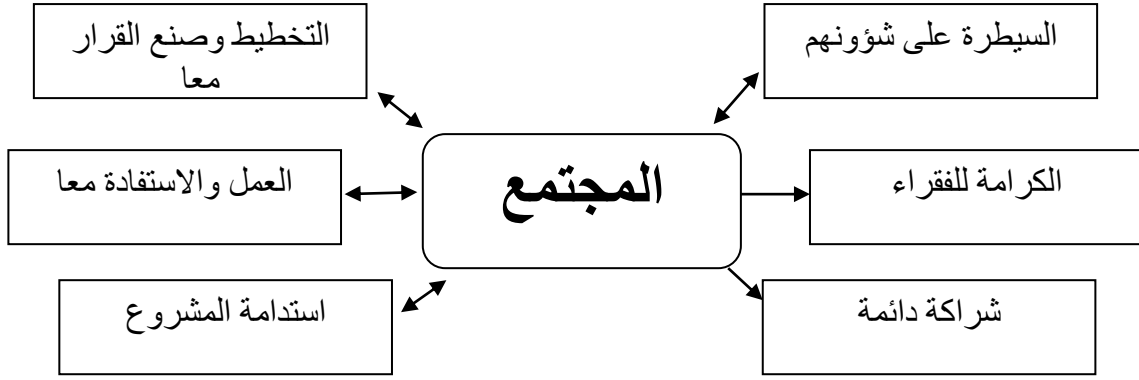 السيطرة على شؤونهم
التخطيط وصنع القرار
معا
المجتمع
الكرامة للفقراء
العمل والاستفادة معا
شراكة دائمة
استدامة المشروع